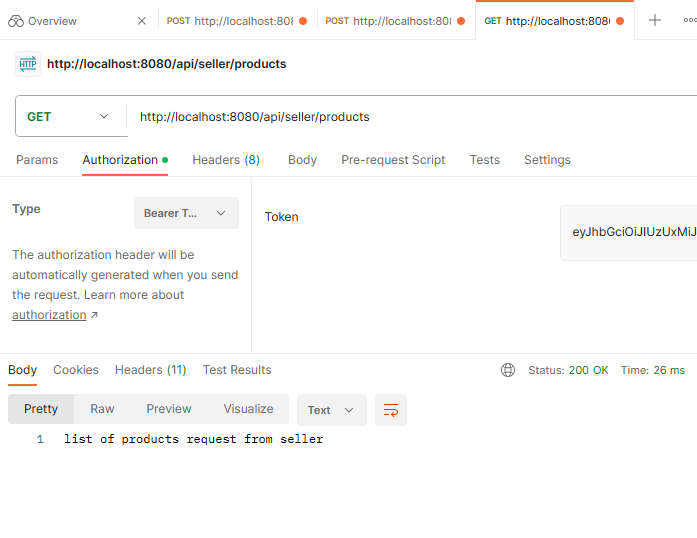 Overview
POST http://localhost:808
POST http://localhost:808
GET http://localhost:8080
HTTP http://localhost:8080/api/seller/products
GET http://localhost:8080/api/seller/products
Params Authorization Headers (8) Body Pre-request Script Tests Settings
Type Bearer T...
Token
eyJhbGciOiJIUzUxMiJ
The authorization header will be
automatically generated when you send
the request. Learn more about
authorization ↗
Body Cookies Headers (11) Test Results Status: 200 OK Time: 26 ms
Pretty Raw Preview Visualize Text
1 list of products request from seller